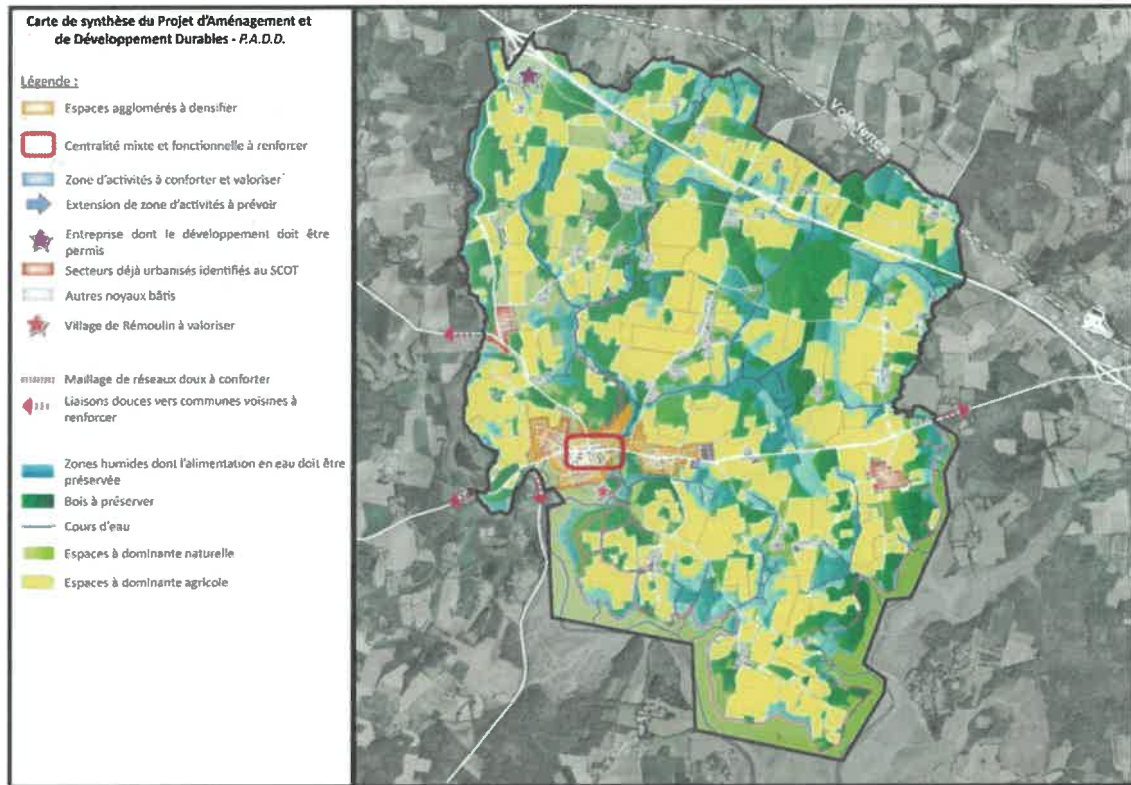 Carte de synthèse du Projet d'Aménagement et
de Développement Durables - P.A.D.D.
Légende :
Espaces agglomérés à densifier
Centralité mixte et fonctionnelle à renforcer
Zone d'activités à conforter et valoriser
Extension de zone d'activités à prévoir
Entreprise dont le développement doit être
permis
Secteurs déjà urbanisés identifiés au SCOT
Autres noyaux bâtis
Village de Rémoulin à valoriser
Maillage de réseaux doux à conforter
Liaisons douces vers communes voisines à
renforcer
Zones humides dont l'alimentation en eau doit être
préservée
Bois à préserver
Cours d'eau
Espaces à dominante naturelle
Espaces à dominante agricole
Voie ferrée